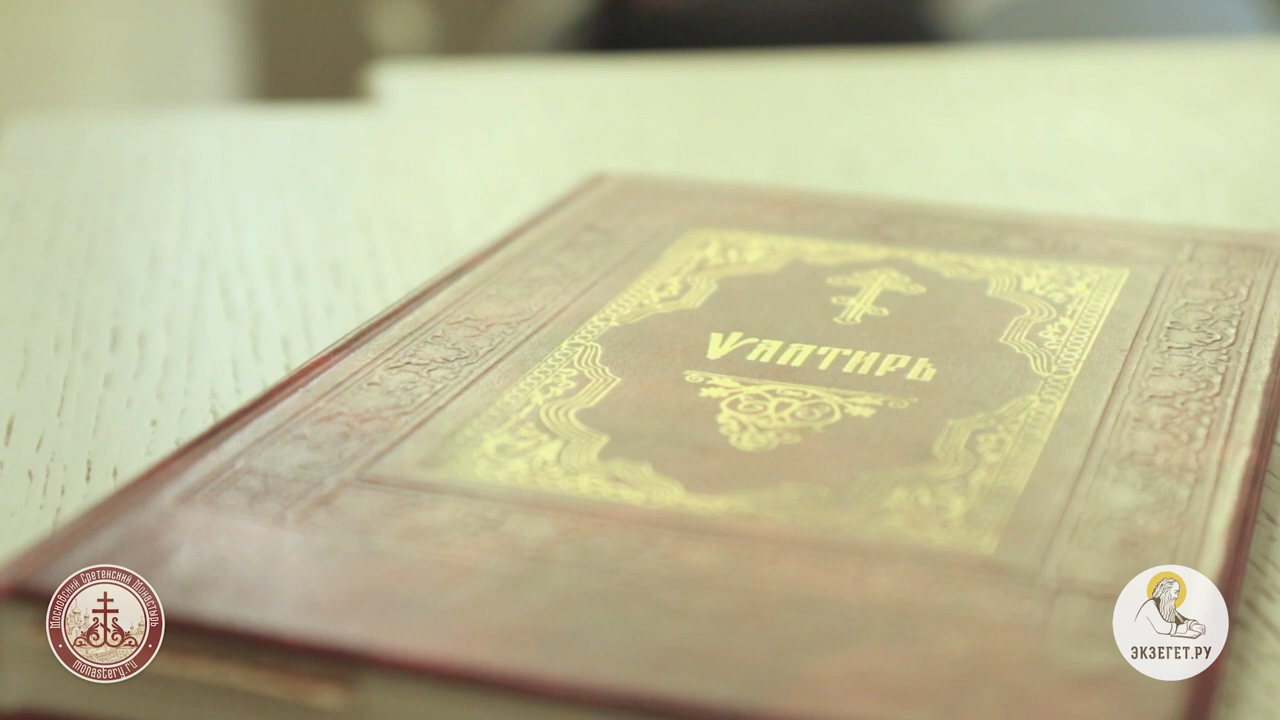 Ѱалтирь
Московский Сретенский Монастырь
monastery.ru
ЭКЗЕГЕТ.РУ